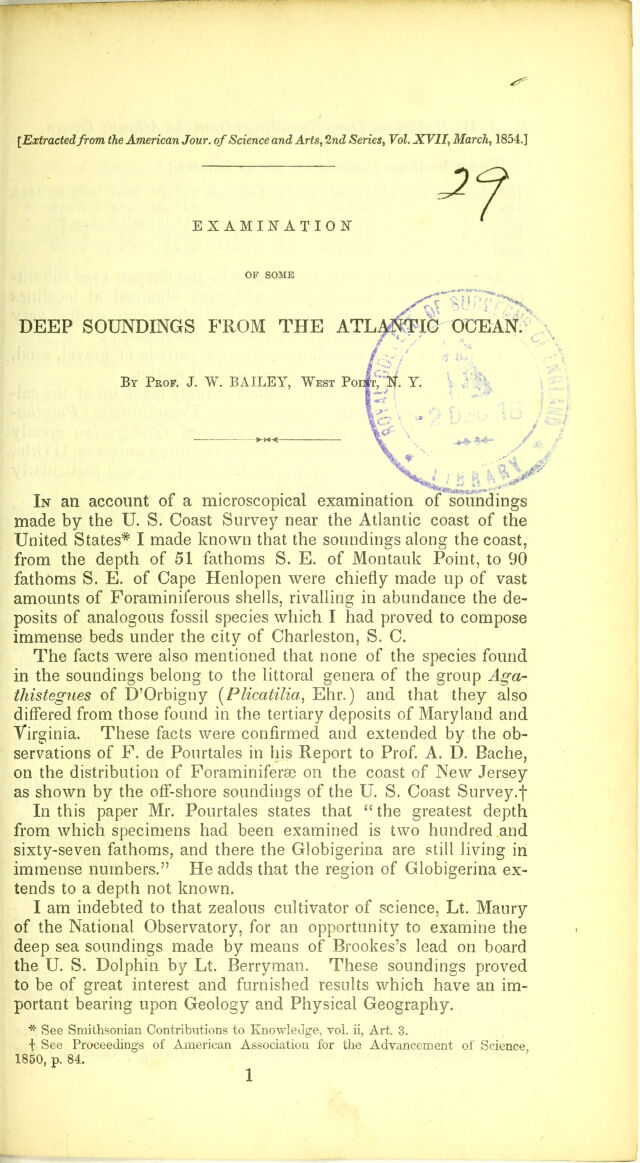 [Extracted from the American Jour. of Science and Arts, 2nd Series, Vol. XVII, March, 1854.]
29
EXAMINATION
OF SOME
DEEP SOUNDINGS FROM THE ATLANTIC OCEAN.
By Prof. J. W. BAILEY, West Point, N. Y.
ROYAL COLLEGE OF SURGEONS OF ENGLAND
LIBRARY
In an account of a microscopical examination of soundings
made by the U. S. Coast Survey near the Atlantic coast of the
United States* I made known that the soundings along the coast,
from the depth of 51 fathoms S. E. of Montauk Point, to 90
fathoms S. E. of Cape Henlopen were chiefly made up of vast
amounts of Foraminiferous shells, rivalling in abundance the de-
posits of analogous fossil species which I had proved to compose
immense beds under the city of Charleston, S. C.
The facts were also mentioned that none of the species found
in the soundings belong to the littoral genera of the group Aga-
thistegues of D'Orbigny (Plicatilia, Ehr.) and that they also
differed from those found in the tertiary deposits of Maryland and
Virginia. These facts were confirmed and extended by the ob-
servations of F. de Pourtales in his Report to Prof. A. D. Bache,
on the distribution of Foraminiferæ on the coast of New Jersey
as shown by the off-shore soundings of the U. S. Coast Survey.†
In this paper Mr. Pourtales states that "the greatest depth
from which specimens had been examined is two hundred and
sixty-seven fathoms, and there the Globigerina are still living in
immense numbers." He adds that the region of Globigerina ex-
tends to a depth not known.
I am indebted to that zealous cultivator of science, Lt. Maury
of the National Observatory, for an opportunity to examine the
deep sea soundings made by means of Brookes's lead on board
the U. S. Dolphin by Lt. Berryman. These soundings proved
to be of great interest and furnished results which have an im-
portant bearing upon Geology and Physical Geography.
* See Smithsonian Contributions to Knowledge, vol. ii, Art. 3.
† See Proceedings of American Association for the Advancement of Science,
1850, p. 84.
1